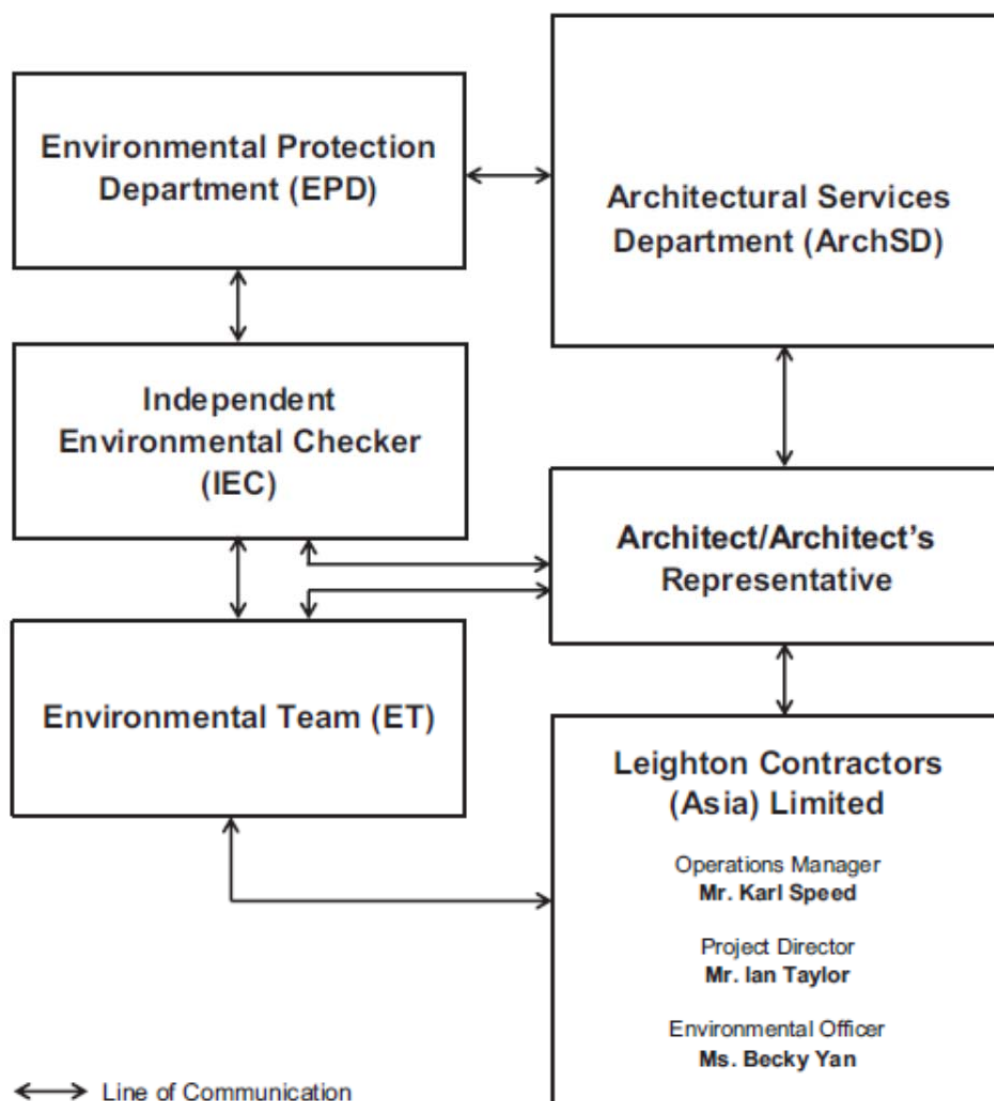 Environmental Protection
Department (EPD)
Architectural Services
Department (ArchSD)
Independent
Environmental Checker
(IEC)
Architect/Architect's
Representative
Environmental Team (ET)
Leighton Contractors
(Asia) Limited
Operations Manager
Mr. Karl Speed
Project Director
Mr. Ian Taylor
Environmental Officer
Ms. Becky Yan
Line of Communication